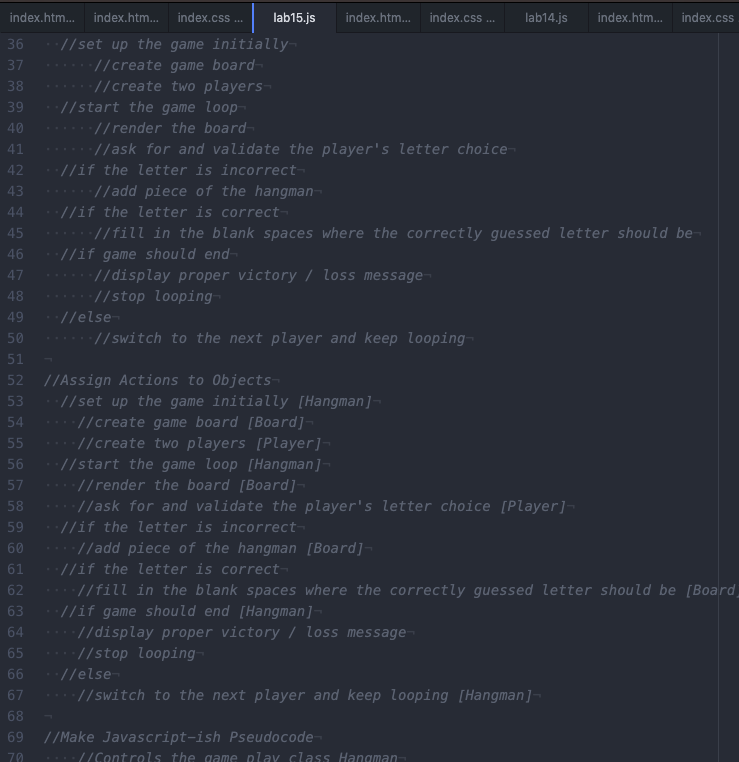 index.htm... index.htm... index.css ... lab15.js index.htm... index.css ... lab14.js index.htm... index.css
36 //set up the game initially¬
37 //create game board¬
38 //create two players¬
39 //start the game loop¬
40 //render the board¬
41 //ask for and validate the player's letter choice¬
42 //if the letter is incorrect¬
43 //add piece of the hangman¬
44 //if the letter is correct¬
45 //fill in the blank spaces where the correctly guessed letter should be¬
46 //if game should end¬
47 //display proper victory / loss message¬
48 //stop looping¬
49 //else¬
50 //switch to the next player and keep looping¬
51 ¬
52 //Assign Actions to Objects¬
53 //set up the game initially [Hangman]¬
54 //create game board [Board]¬
55 //create two players [Player]¬
56 //start the game loop [Hangman]¬
57 //render the board [Board]¬
58 //ask for and validate the player's letter choice [Player]¬
59 //if the letter is incorrect¬
60 //add piece of the hangman [Board]¬
61 //if the letter is correct¬
62 //fill in the blank spaces where the correctly guessed letter should be [Board]
63 //if game should end [Hangman]¬
64 //display proper victory / loss message¬
65 //stop looping¬
66 //else¬
67 //switch to the next player and keep looping [Hangman]¬
68 ¬
69 //Make Javascript-ish Pseudocode¬
70 //Controls the game play class Hangman¬